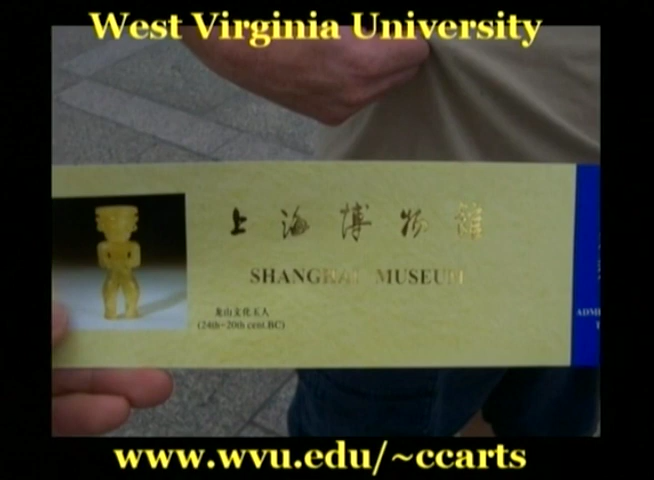 West Virginia University
上海博物馆
SHANGHAI MUSEUM
龙山文化玉人
(24th-20th cent.BC)
www.wvu.edu/~ccarts